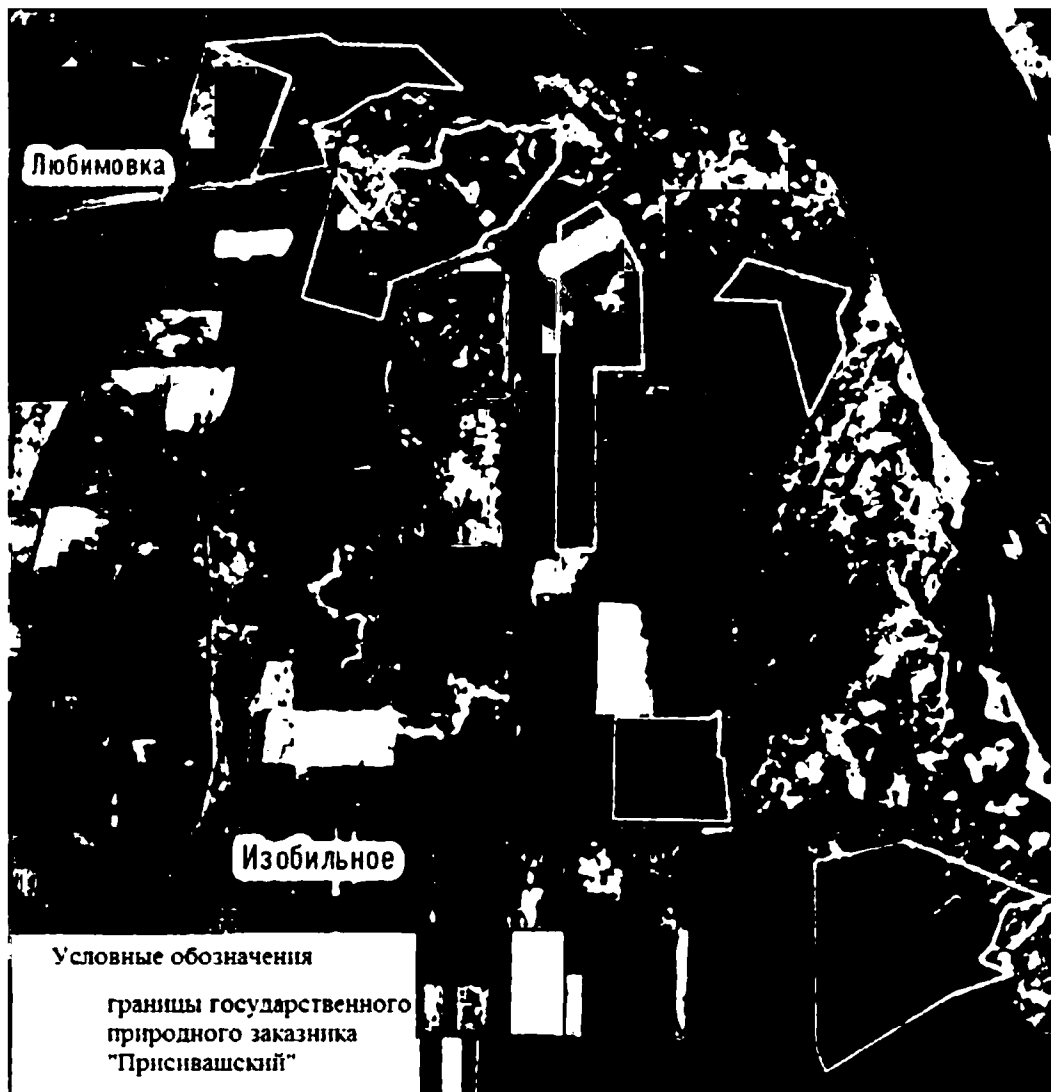 Любимовка
Изобильное
Условные обозначения
границы государственного
природного заказника
"Присивашский"